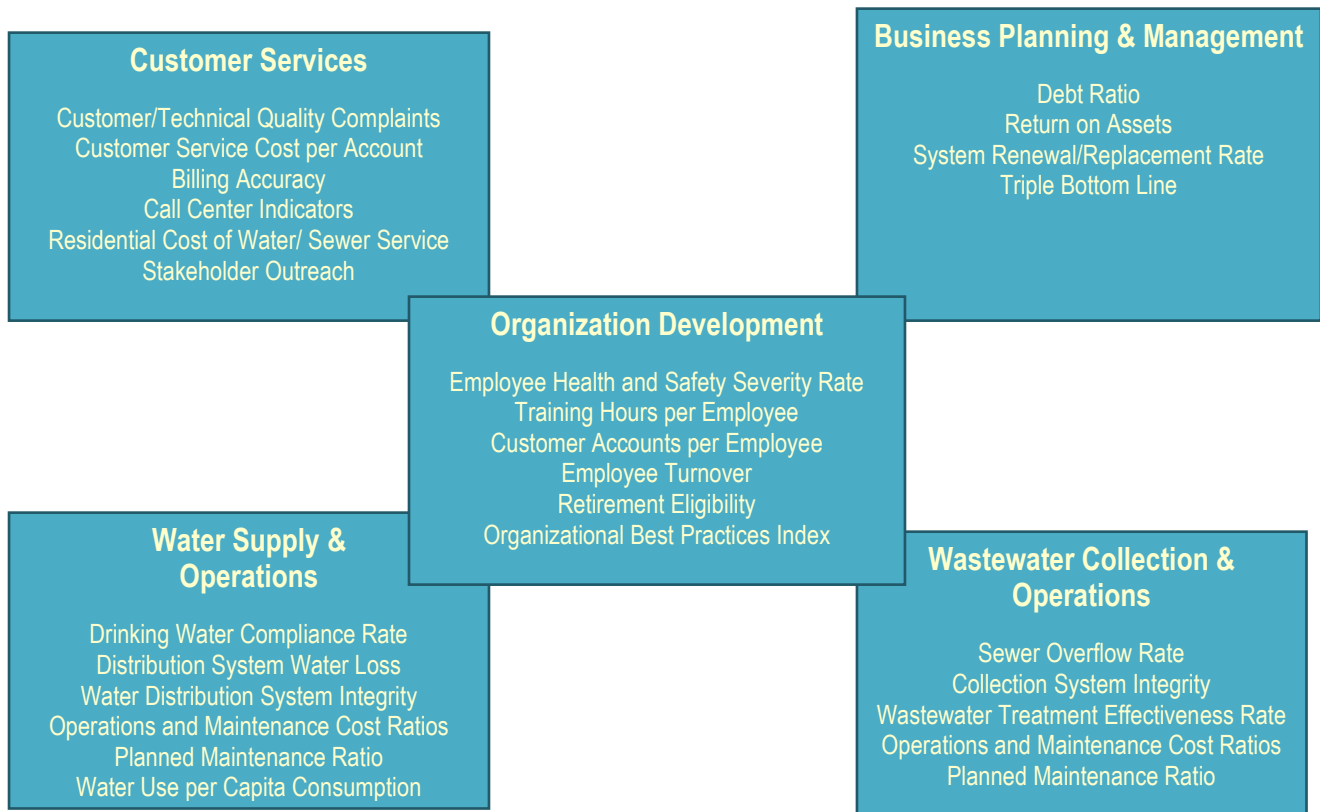 Customer Services
Customer/Technical Quality Complaints
Customer Service Cost per Account
Billing Accuracy
Call Center Indicators
Residential Cost of Water/ Sewer Service
Stakeholder Outreach
Business Planning & Management
Debt Ratio
Return on Assets
System Renewal/Replacement Rate
Triple Bottom Line
Organization Development
Employee Health and Safety Severity Rate
Training Hours per Employee
Customer Accounts per Employee
Employee Turnover
Retirement Eligibility
Organizational Best Practices Index
Water Supply &
Operations
Drinking Water Compliance Rate
Distribution System Water Loss
Water Distribution System Integrity
Operations and Maintenance Cost Ratios
Planned Maintenance Ratio
Water Use per Capita Consumption
Wastewater Collection &
Operations
Sewer Overflow Rate
Collection System Integrity
Wastewater Treatment Effectiveness Rate
Operations and Maintenance Cost Ratios
Planned Maintenance Ratio